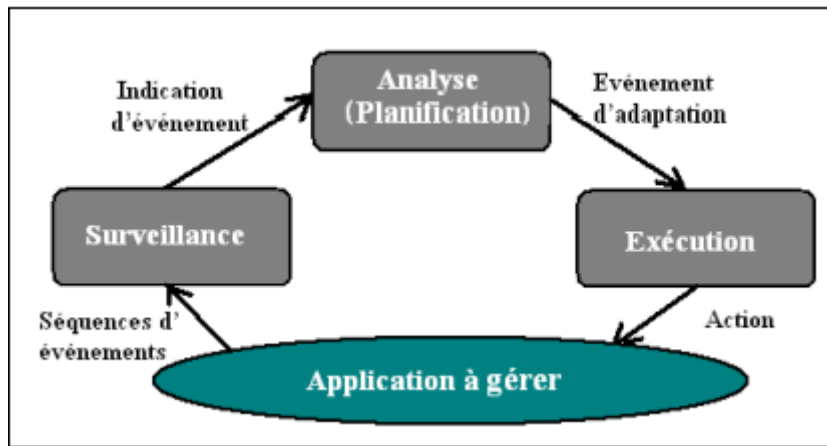 Analyse
(Planification)
Indication
d'événement
Evénement
d'adaptation
Surveillance
Exécution
Séquences d'
événements
Action
Application à gérer